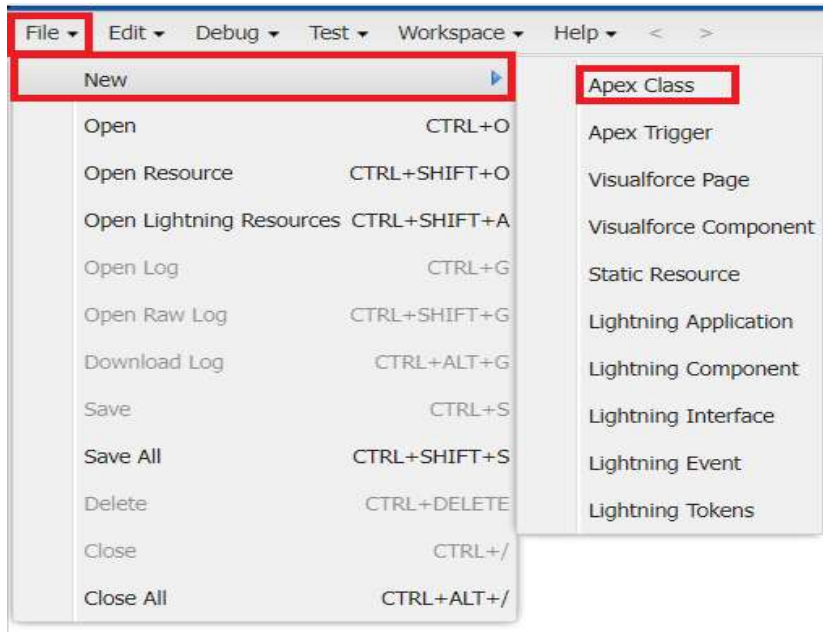 File Edit Debug Test Workspace Help < >
New
Open CTRL+O
Open Resource CTRL+SHIFT+O
Open Lightning Resources CTRL+SHIFT+A
Open Log CTRL+G
Open Raw Log CTRL+SHIFT+G
Download Log CTRL+ALT+G
Save CTRL+S
Save All CTRL+SHIFT+S
Delete CTRL+DELETE
Close CTRL+/
Close All CTRL+ALT+/
Apex Class
Apex Trigger
Visualforce Page
Visualforce Component
Static Resource
Lightning Application
Lightning Component
Lightning Interface
Lightning Event
Lightning Tokens